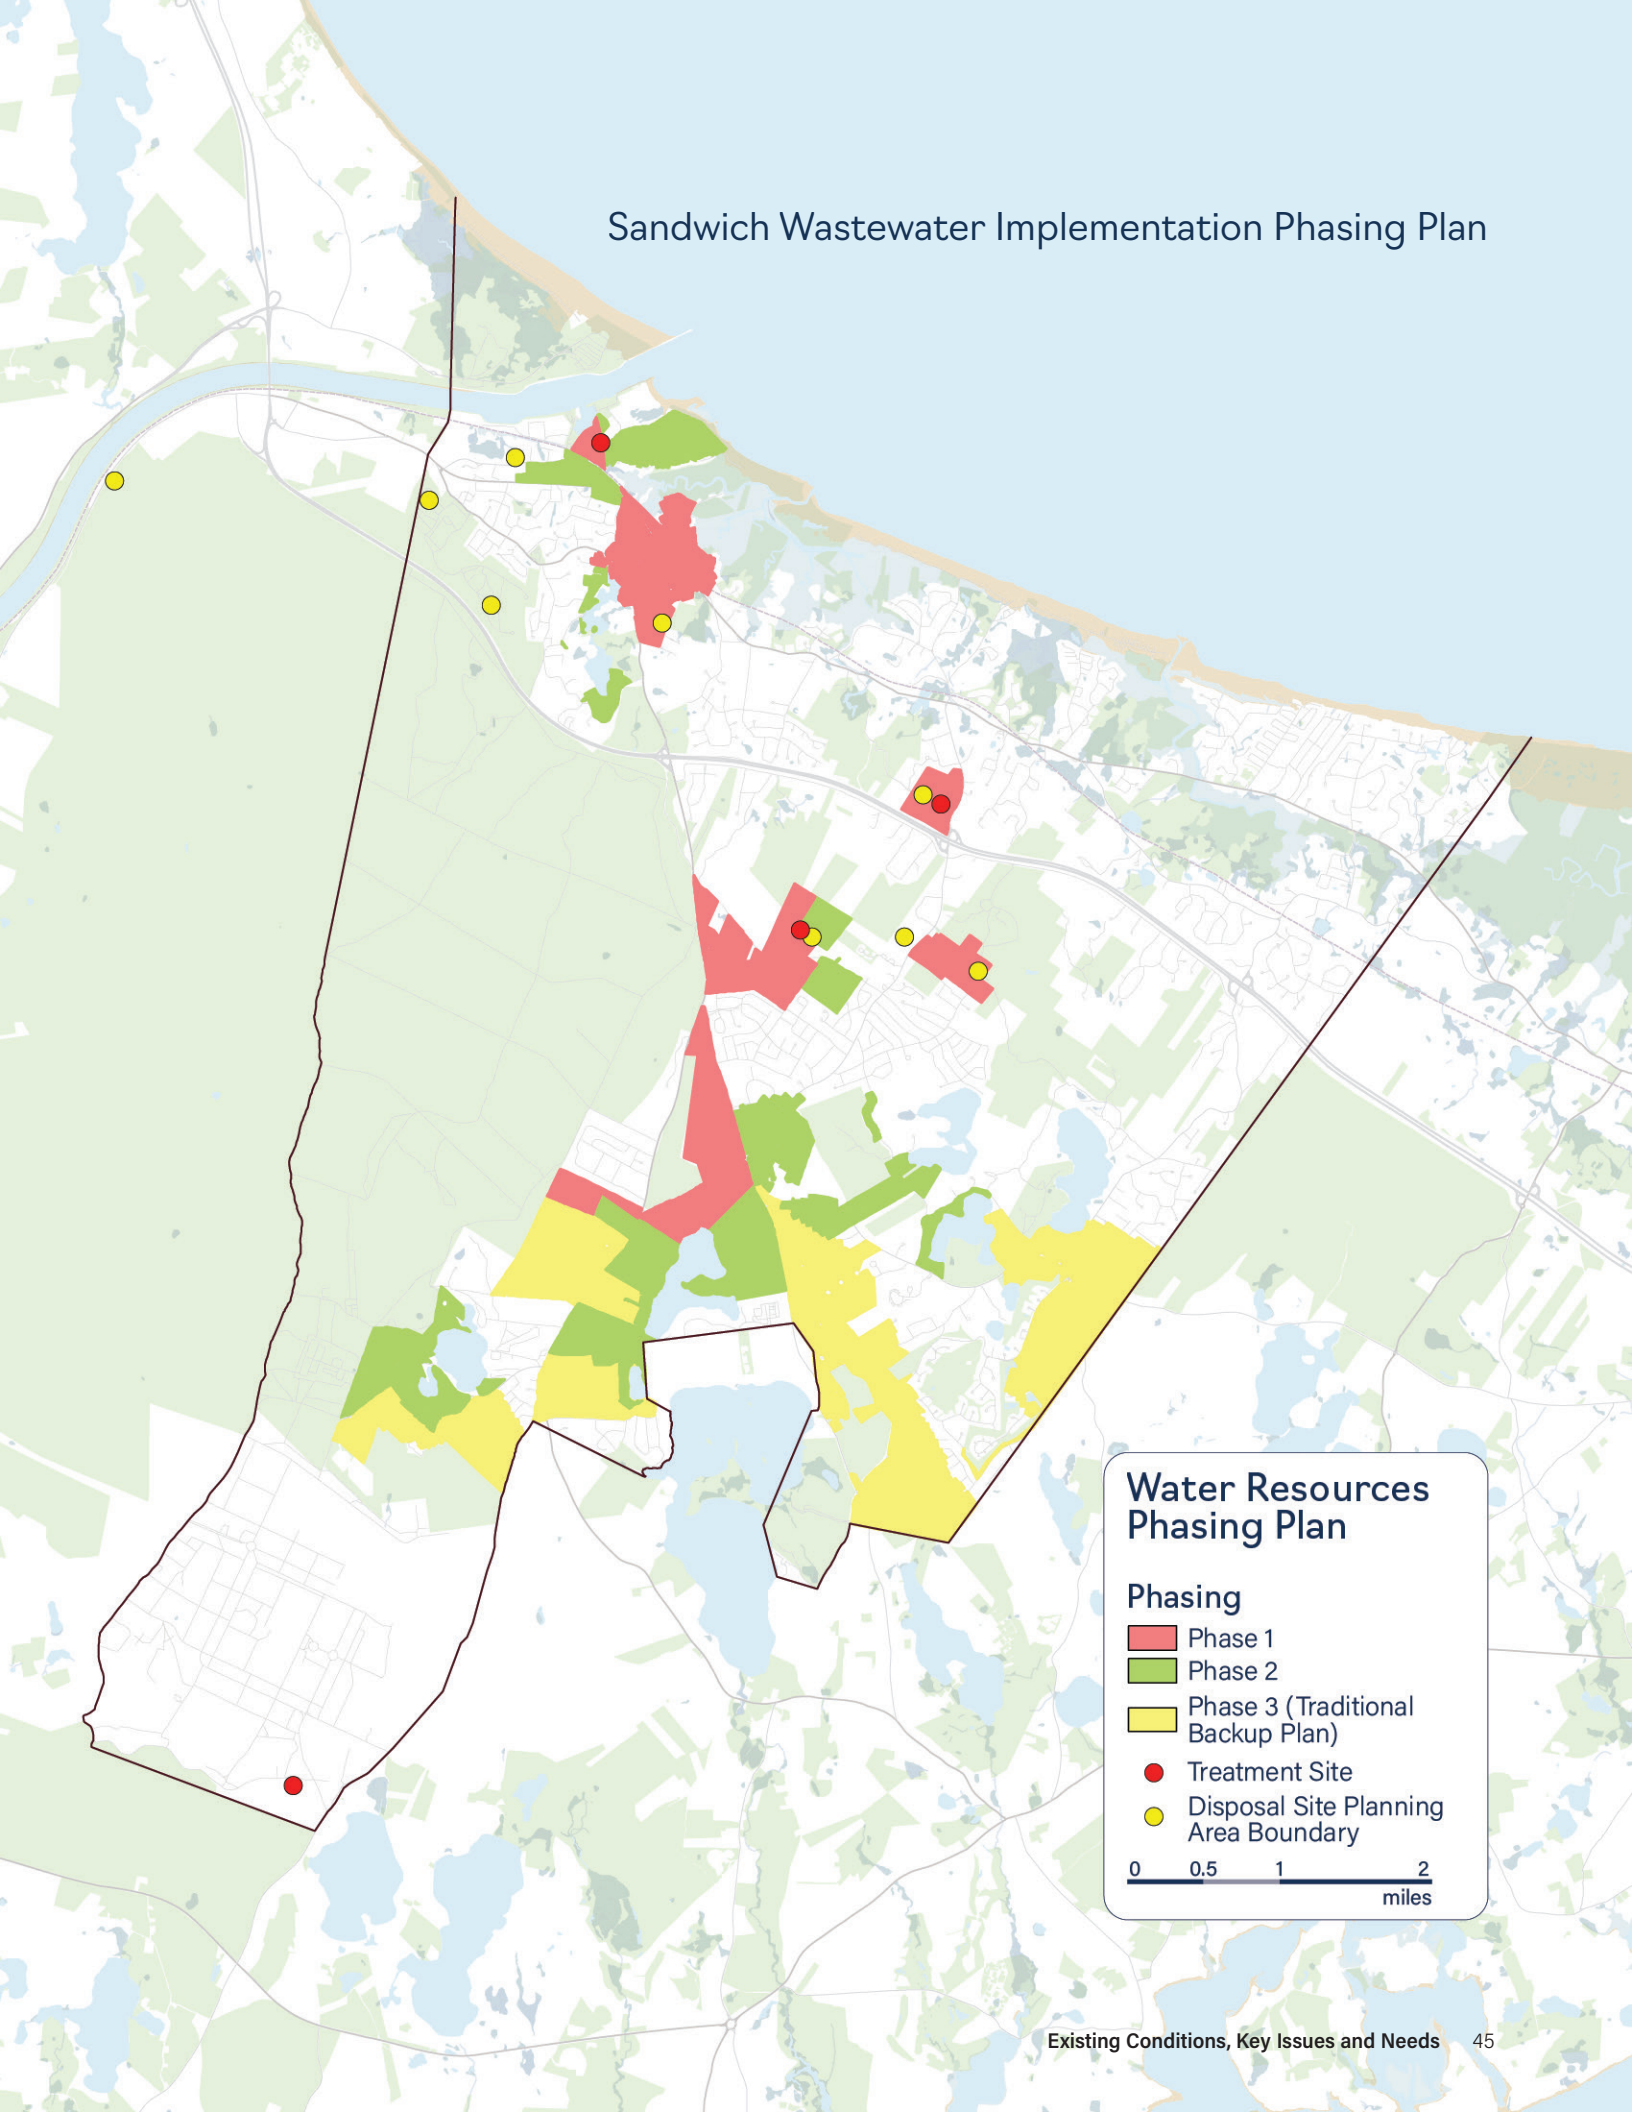 Sandwich Wastewater Implementation Phasing Plan
Water Resources
Phasing Plan
Phasing
Phase 1
Phase 2
Phase 3 (Traditional
Backup Plan)
Treatment Site
Disposal Site Planning
Area Boundary
0 0.5 1 2
miles
Existing Conditions, Key Issues and Needs 45